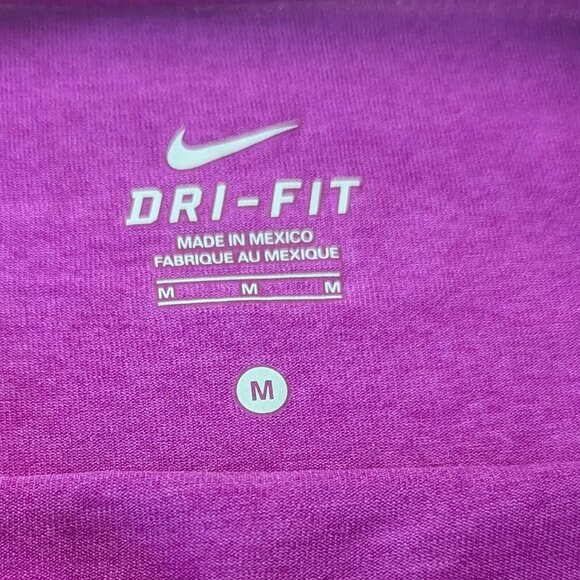 DRI-FIT
MADE IN MEXICO
FABRIQUE AU MEXIQUE
M M M
M